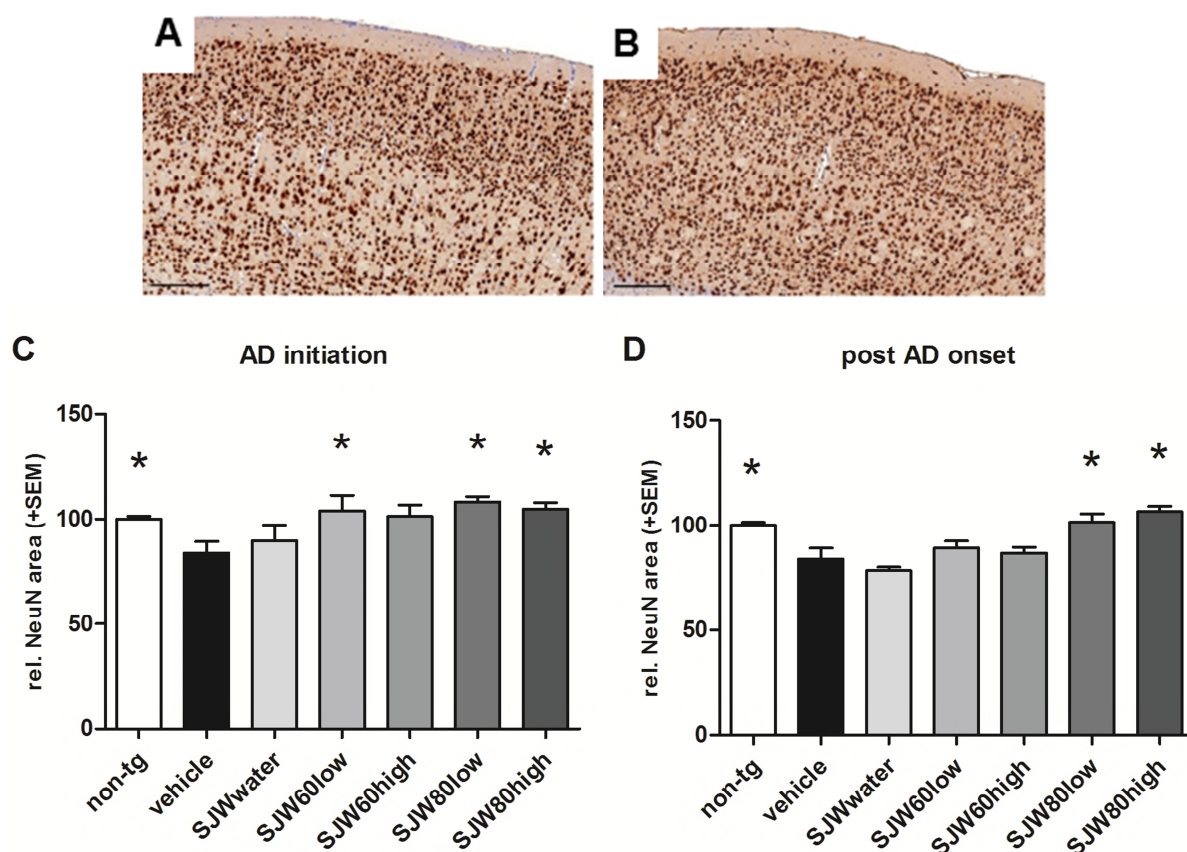 A
B
C
AD initiation
rel. NeuN area (+SEM)
150
100
50
0
*
*
*
*
non-tg
vehicle
SJWwater
SJW60low
SJW60high
SJW80low
SJW80high
D
post AD onset
rel. NeuN area (+SEM)
150
100
50
0
*
*
*
non-tg
vehicle
SJWwater
SJW60low
SJW60high
SJW80low
SJW80high